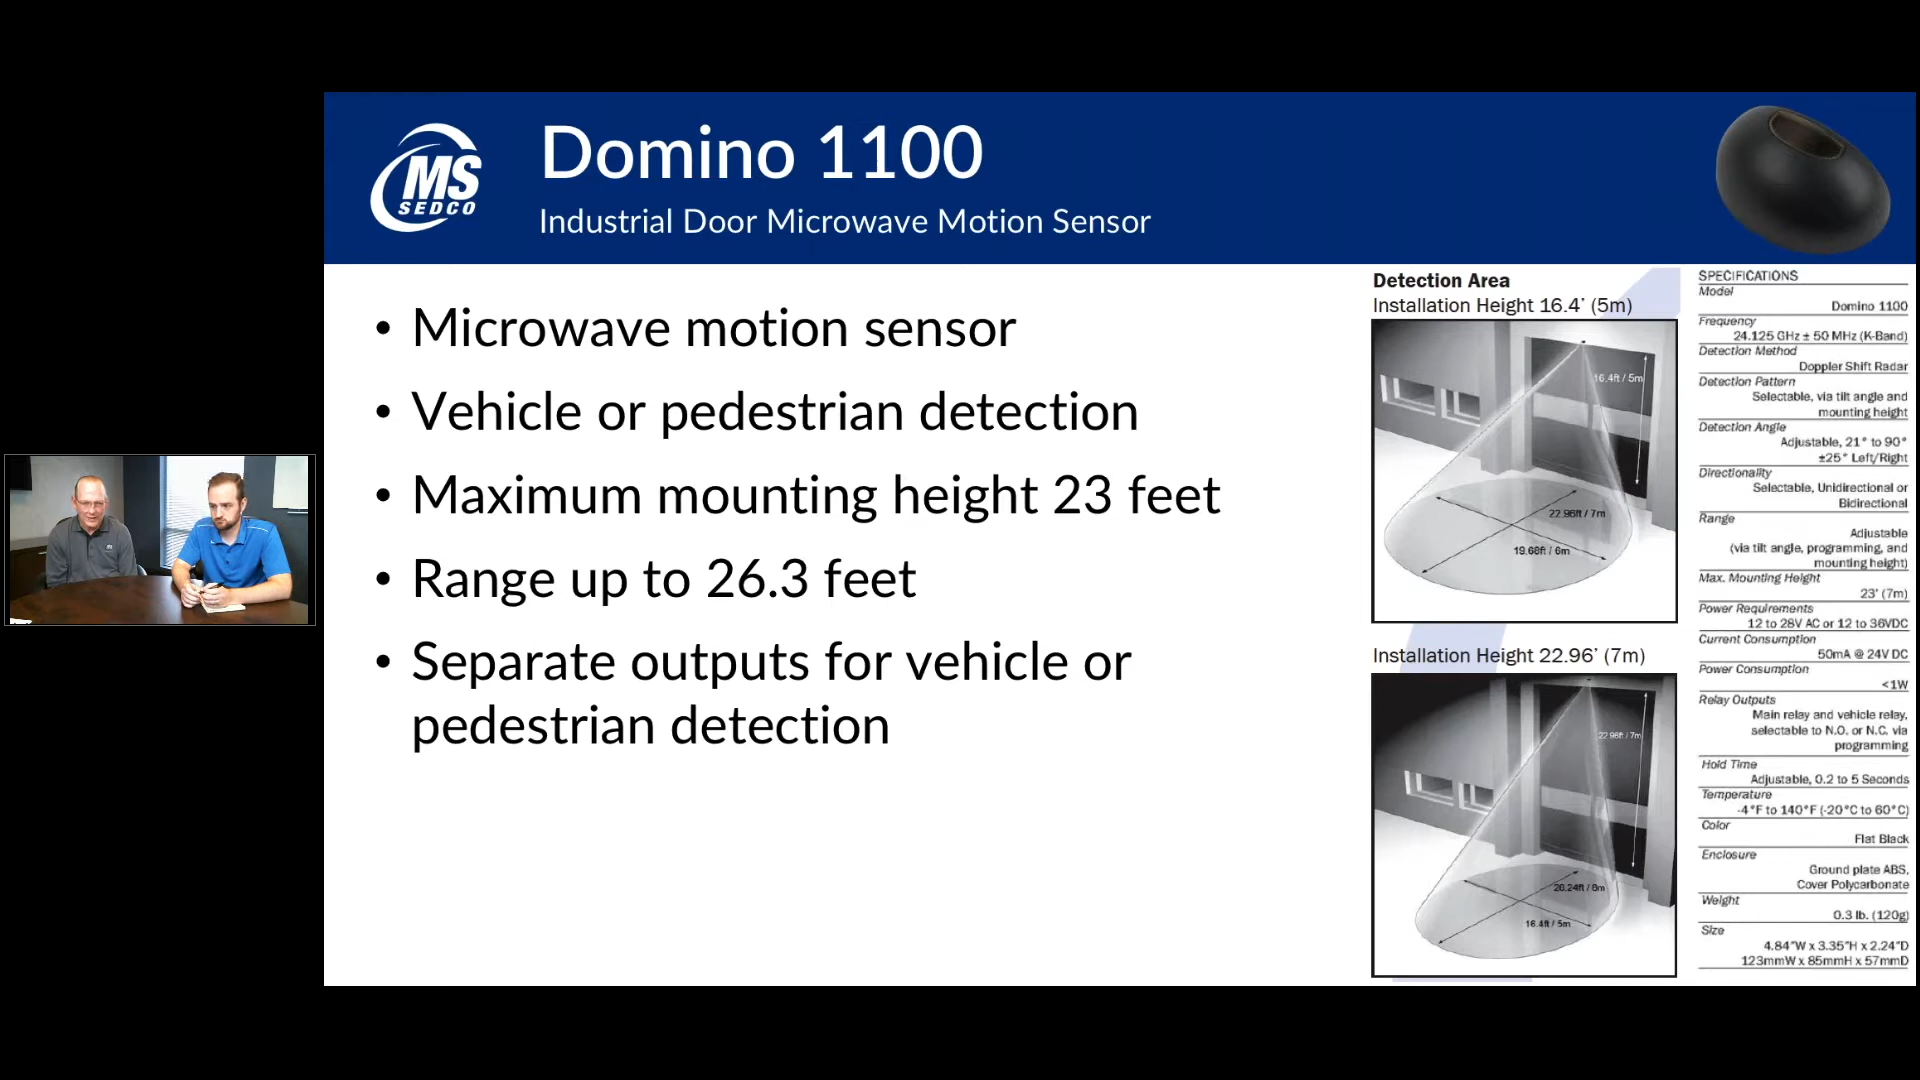 MS
SEDCO
Domino 1100
Industrial Door Microwave Motion Sensor
• Microwave motion sensor
• Vehicle or pedestrian detection
• Maximum mounting height 23 feet
• Range up to 26.3 feet
• Separate outputs for vehicle or
pedestrian detection
Detection Area
Installation Height 16.4' (5m)
16.4ft / 5m
22.96ft / 7m
19.68ft / 6m
Installation Height 22.96' (7m)
22.96ft / 7m
16.4ft / 5m
SPECIFICATIONS
Model
Domino 1100
Frequency
24.125 GHz ± 50 MHz (K-Band)
Detection Method
Doppler Shift Radar
Detection Pattern
Selectable, via tilt angle and
mounting height
Detection Angle
Adjustable, 21° to 90°
±25° Left/Right
Directionality
Selectable, Unidirectional or
Bidirectional
Range
Adjustable
(via tilt angle, programming, and
mounting height)
Max. Mounting Height
23' (7m)
Power Requirements
12 to 28V AC or 12 to 36VDC
Current Consumption
50mA @ 24V DC
Power Consumption
<1W
Relay Outputs
Main relay and vehicle relay,
selectable to N.O. or N.C. via
programming
Hold Time
Adjustable, 0.2 to 5 Seconds
Temperature
-4°F to 140°F (-20°C to 60°C)
Color
Flat Black
Enclosure
Ground plate ABS,
Cover Polycarbonate
Weight
0.3 lb. (120g)
Size
4.84"W x 3.35"H x 2.24"D
123mmW x 85mmH x 57mmD